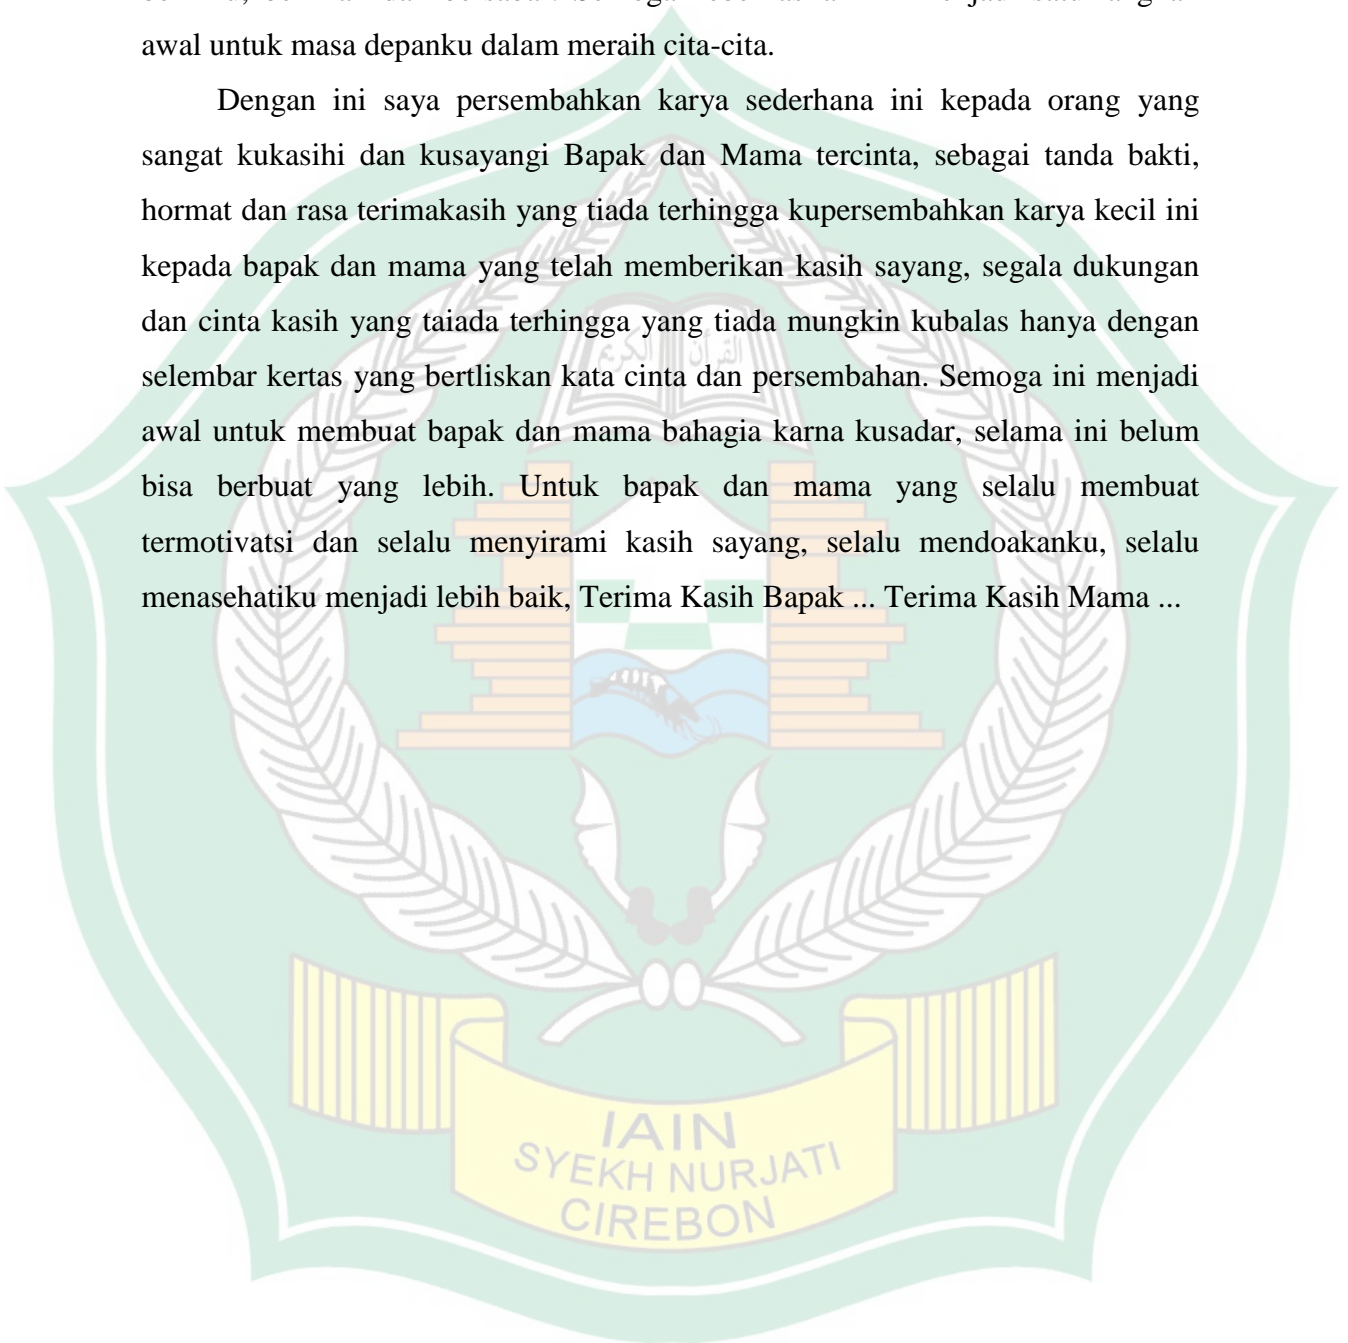 awal untuk masa depanku dalam meraih cita-cita.
Dengan ini saya persembahkan karya sederhana ini kepada orang yang
sangat kukasihi dan kusayangi Bapak dan Mama tercinta, sebagai tanda bakti,
hormat dan rasa terimakasih yang tiada terhingga kupersembahkan karya kecil ini
kepada bapak dan mama yang telah memberikan kasih sayang, segala dukungan
dan cinta kasih yang taiada terhingga yang tiada mungkin kubalas hanya dengan
selembar kertas yang bertliskan kata cinta dan persembahan. Semoga ini menjadi
awal untuk membuat bapak dan mama bahagia karna kusadar, selama ini belum
bisa berbuat yang lebih. Untuk bapak dan mama yang selalu membuat
termotivatsi dan selalu menyirami kasih sayang, selalu mendoakanku, selalu
menasehatiku menjadi lebih baik, Terima Kasih Bapak ... Terima Kasih Mama ...
القرآن الكريم
IAIN
SYEKH NURJATI
CIREBON